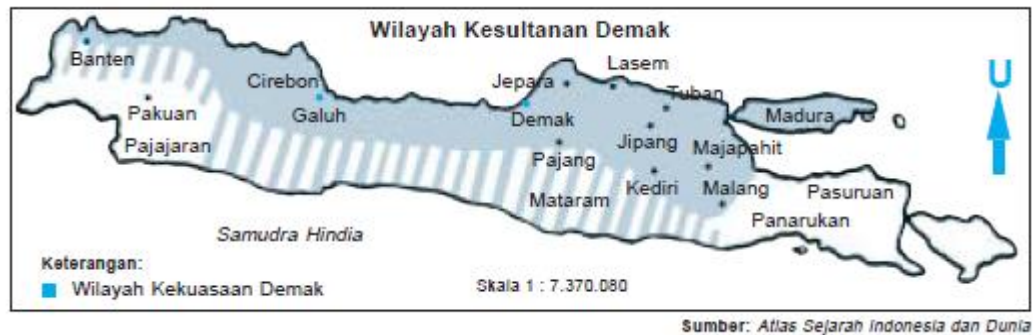 Wilayah Kesultanan Demak
Banten
Cirebon
Jepara
Lasem
Tuban
U
Pakuan
Pajajaran
Galuh
Demak
Madura
Pajang
Jipang
Majapahit
Mataram
Kediri
Malang
Pasuruan
Panarukan
Samudra Hindia
Keterangan:
Wilayah Kekuasaan Demak
Skala 1 : 7.370.080
Sumber: Atlas Sejarah Indonesia dan Dunia